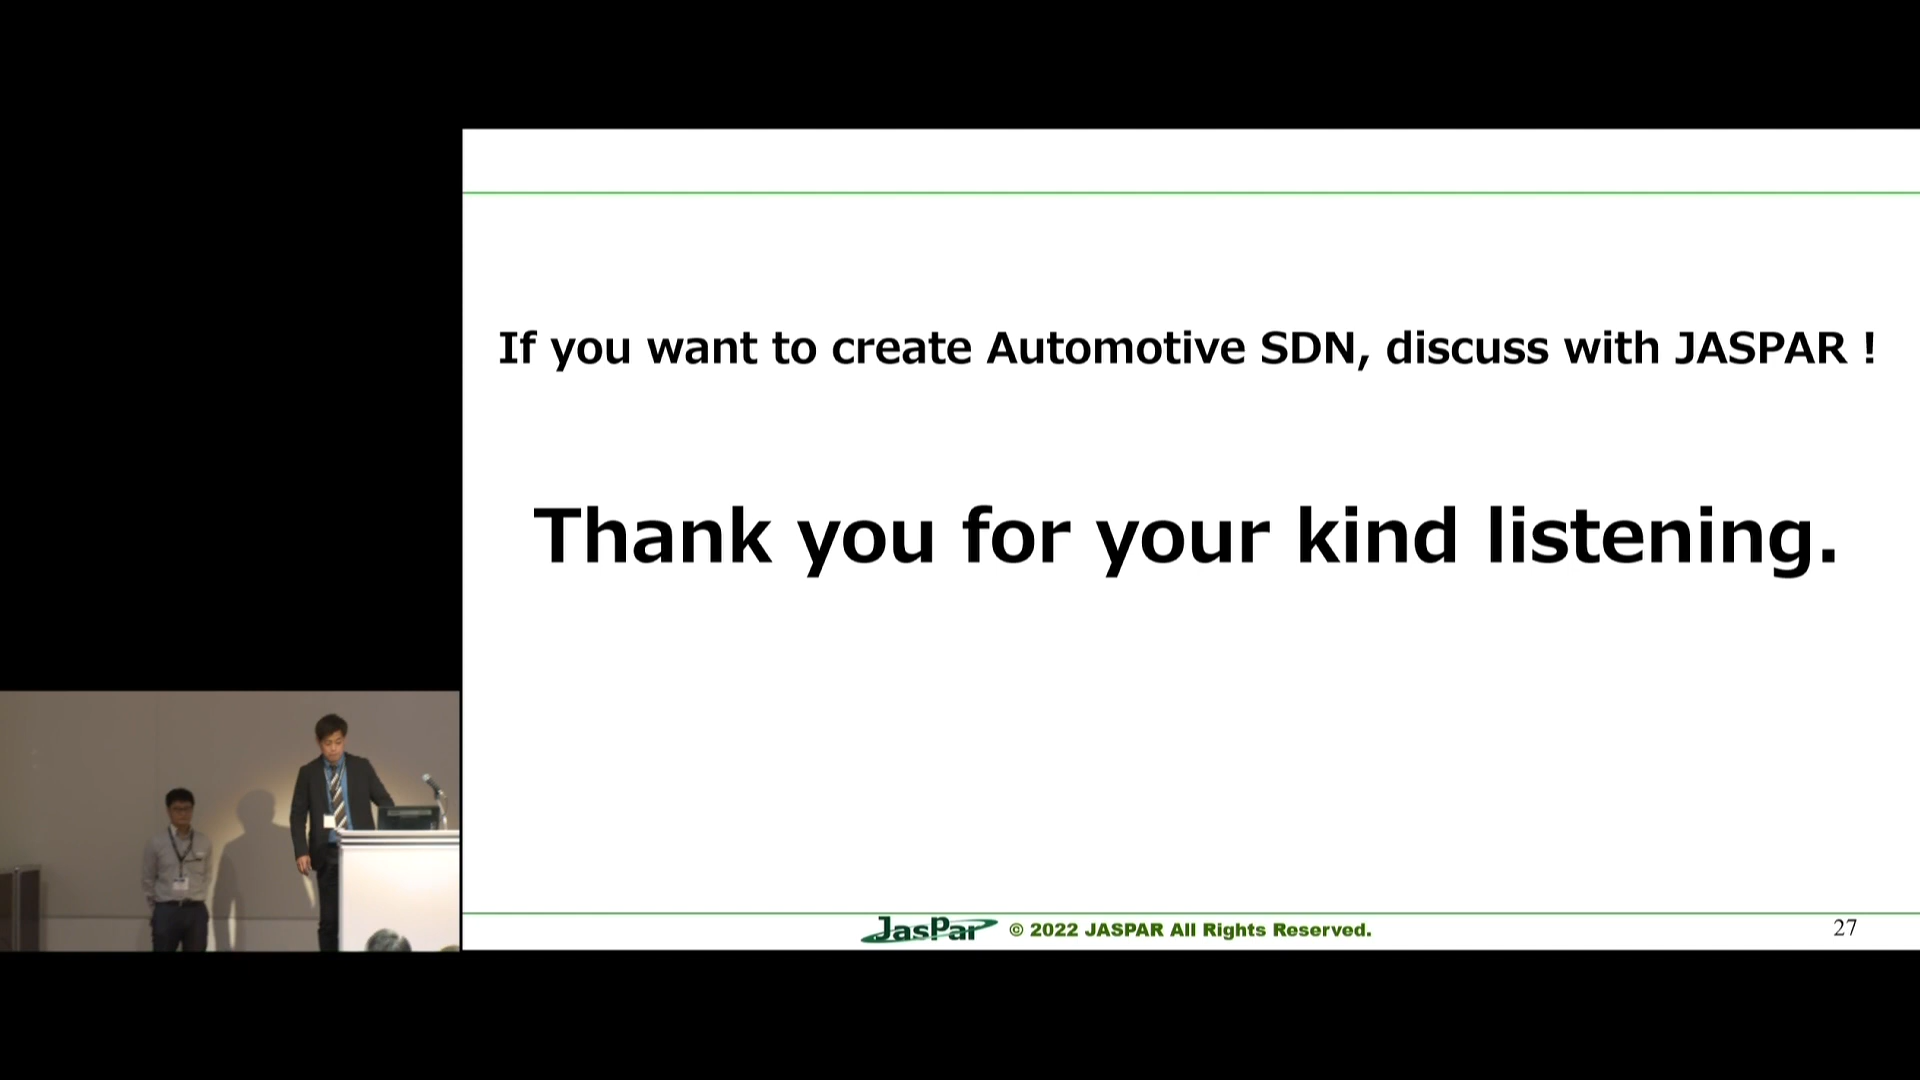 If you want to create Automotive SDN, discuss with JASPAR !
Thank you for your kind listening.
JasPar © 2022 JASPAR All Rights Reserved.
27